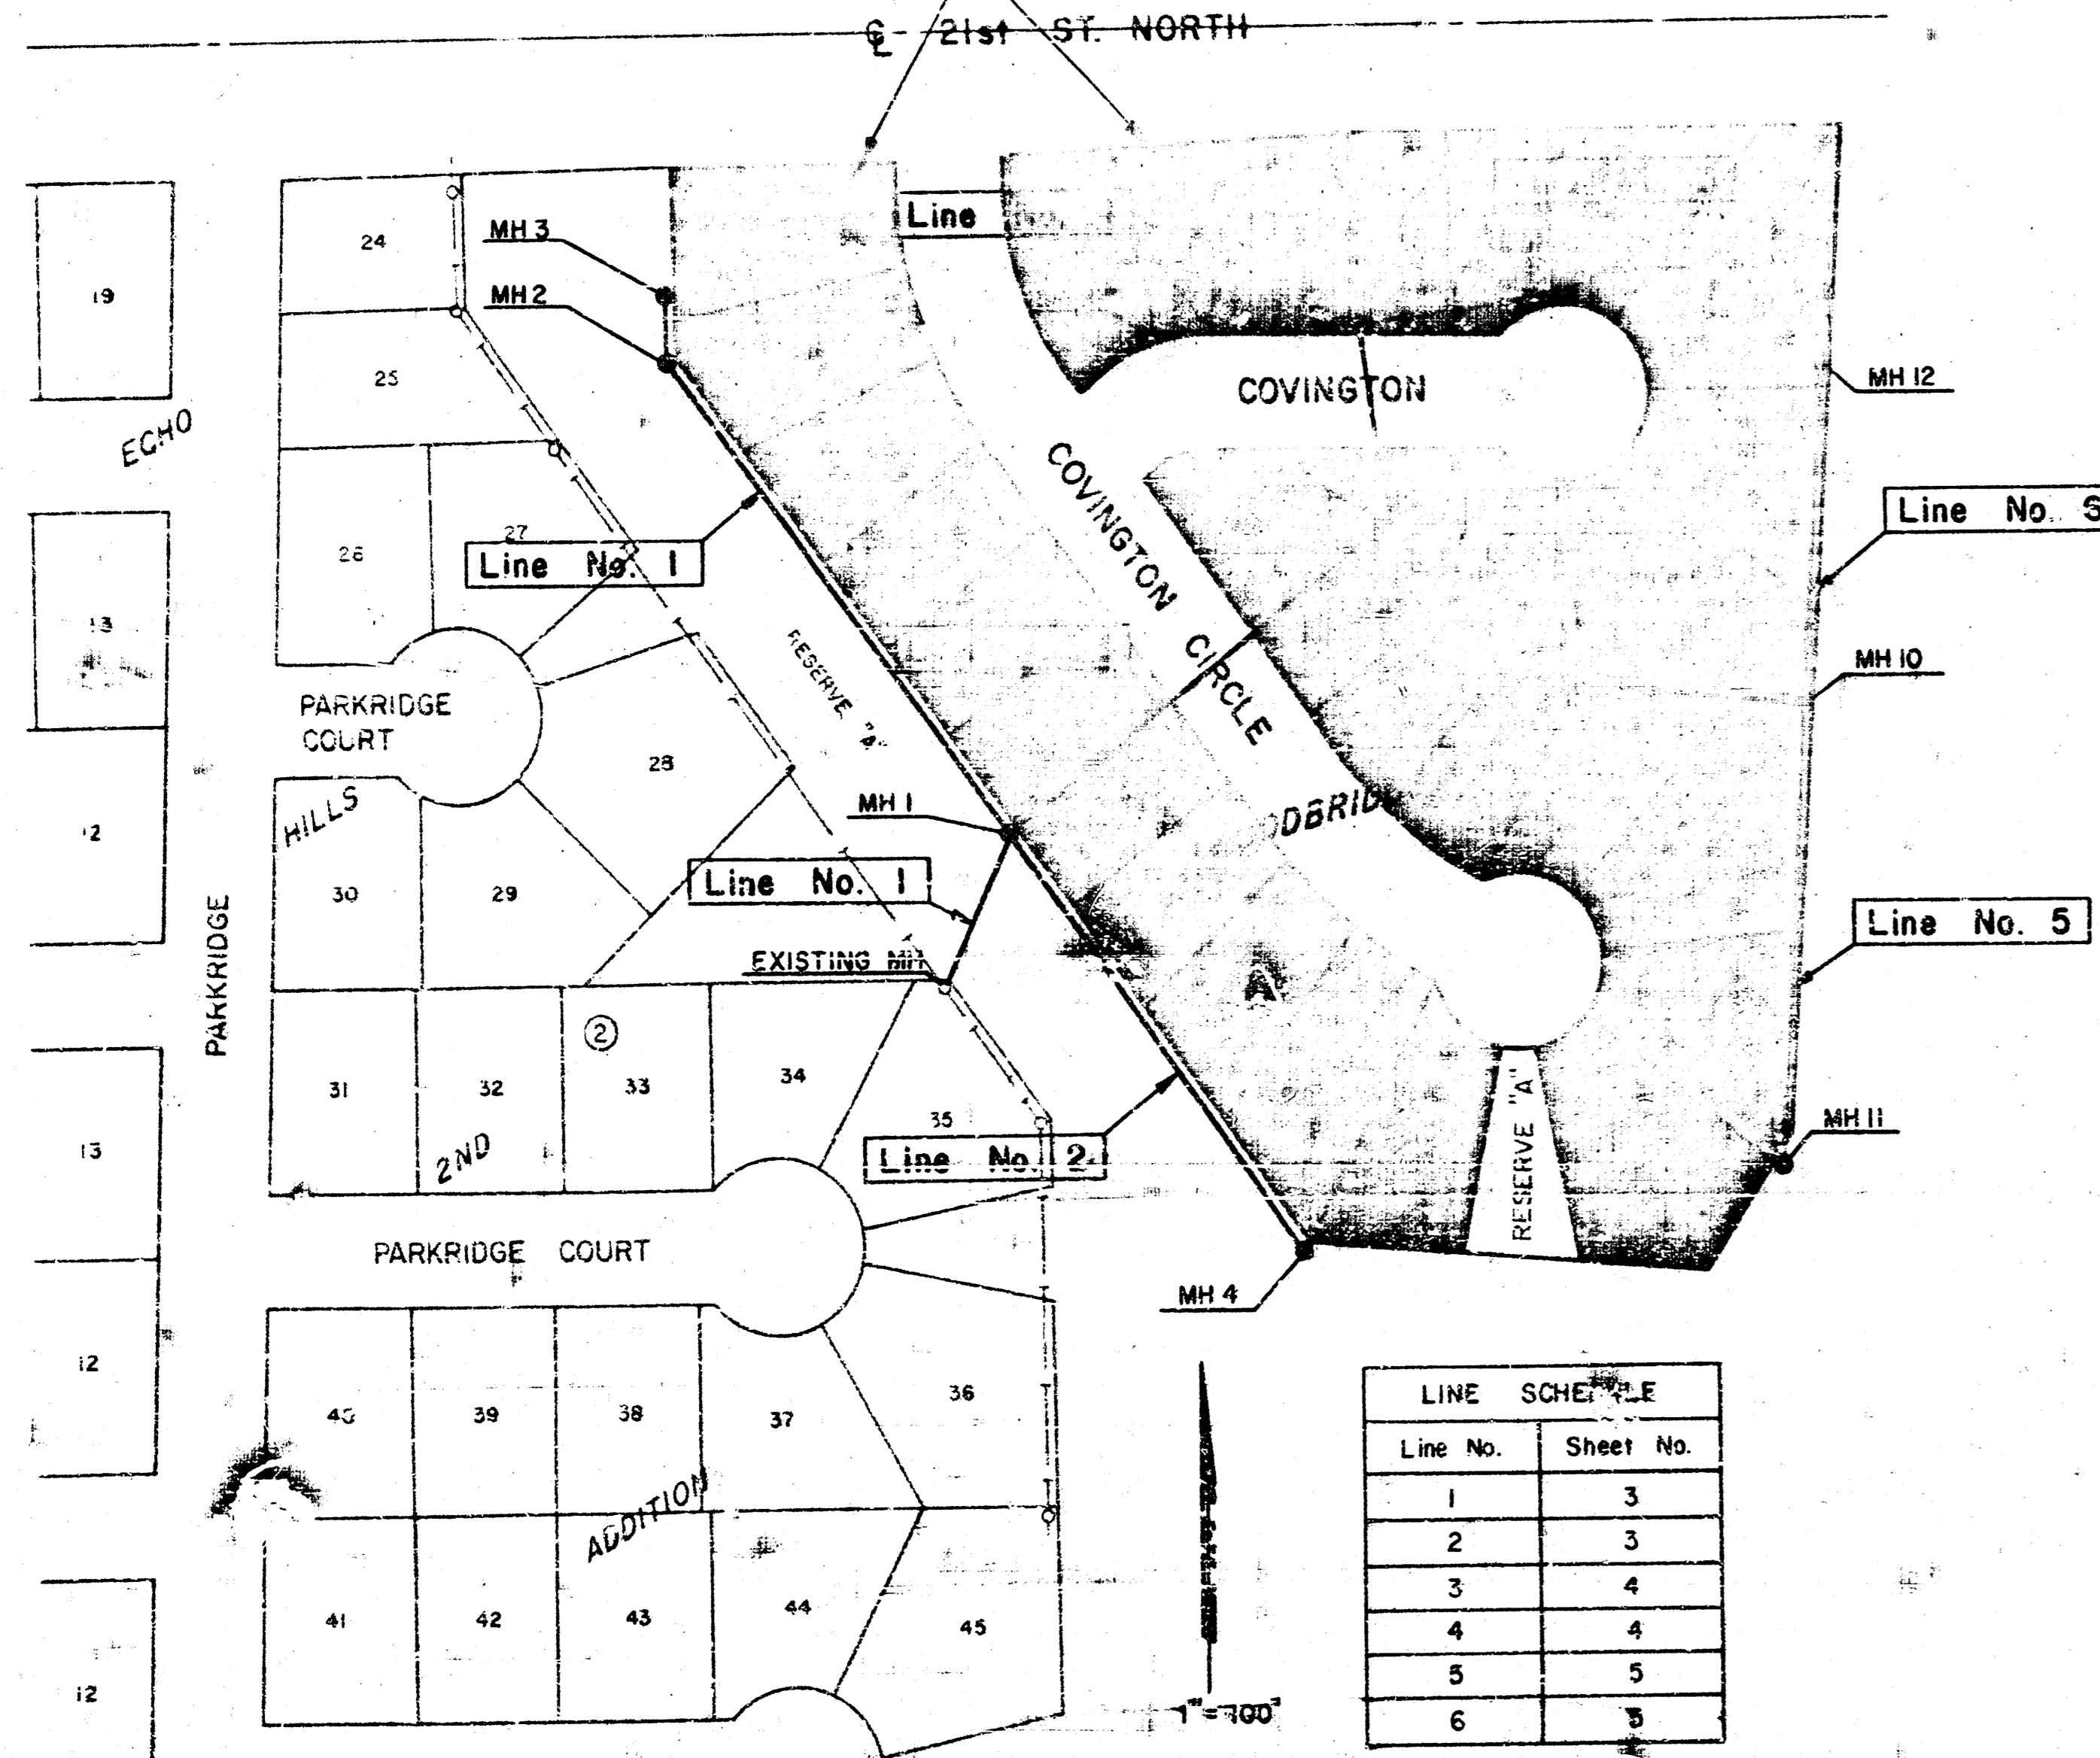 ℄ 21st ST. NORTH
Line
24
MH 3
19
MH 2
25
COVINGTON
MH 12
ECHO
COVINGTON CIRCLE
Line No.
27
26
Line No. 1
13
RESERVE "A"
MH 10
PARKRIDGE
COURT
28
HILLS
MH 1
DBRID
12
30
29
Line No. 1
Line No. 5
PARKRIDGE
EXISTING MH
A
2
31
32
33
34
35
RESERVE "A"
MH 11
13
2ND
Line No. 2
PARKRIDGE COURT
MH 4
12
39
38
37
36
LINE
Line No. Sheet No.
1 3
2 3
3 4
4 4
5 5
6 5
ADDITION
41
42
43
44
45
12
1" = 100'